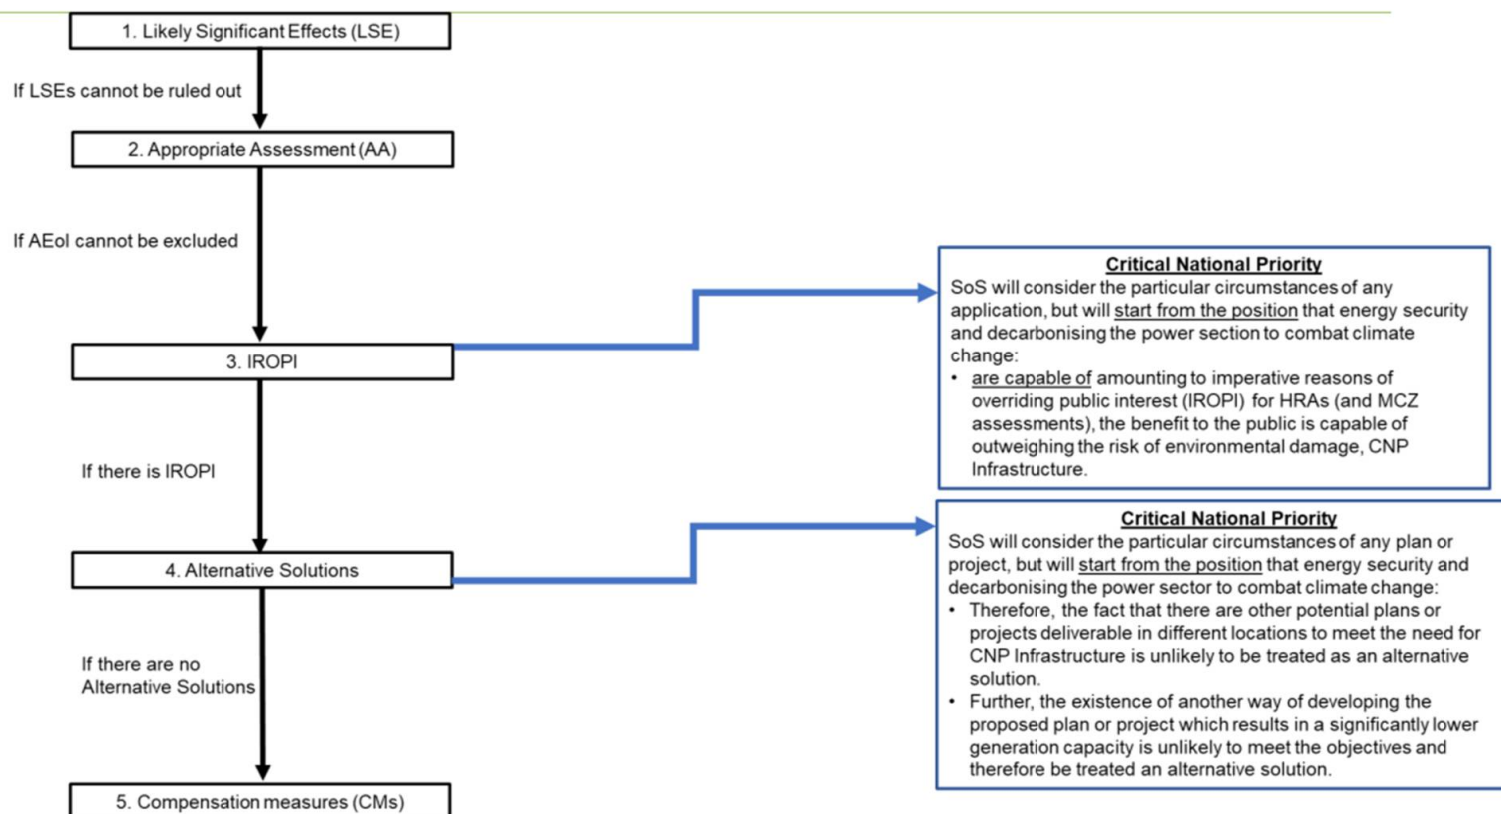 1. Likely Significant Effects (LSE)
If LSEs cannot be ruled out
2. Appropriate Assessment (AA)
If AEoI cannot be excluded
3. IROPI
If there is IROPI
4. Alternative Solutions
If there are no
Alternative Solutions
5. Compensation measures (CMs)
Critical National Priority
SoS will consider the particular circumstances of any
application, but will start from the position that energy security
and decarbonising the power section to combat climate
change:
• are capable of amounting to imperative reasons of
overriding public interest (IROPI) for HRAs (and MCZ
assessments), the benefit to the public is capable of
outweighing the risk of environmental damage, CNP
Infrastructure.
Critical National Priority
SoS will consider the particular circumstances of any plan or
project, but will start from the position that energy security and
decarbonising the power sector to combat climate change:
• Therefore, the fact that there are other potential plans or
projects deliverable in different locations to meet the need for
CNP Infrastructure is unlikely to be treated as an alternative
solution.
• Further, the existence of another way of developing the
proposed plan or project which results in a significantly lower
generation capacity is unlikely to meet the objectives and
therefore be treated an alternative solution.